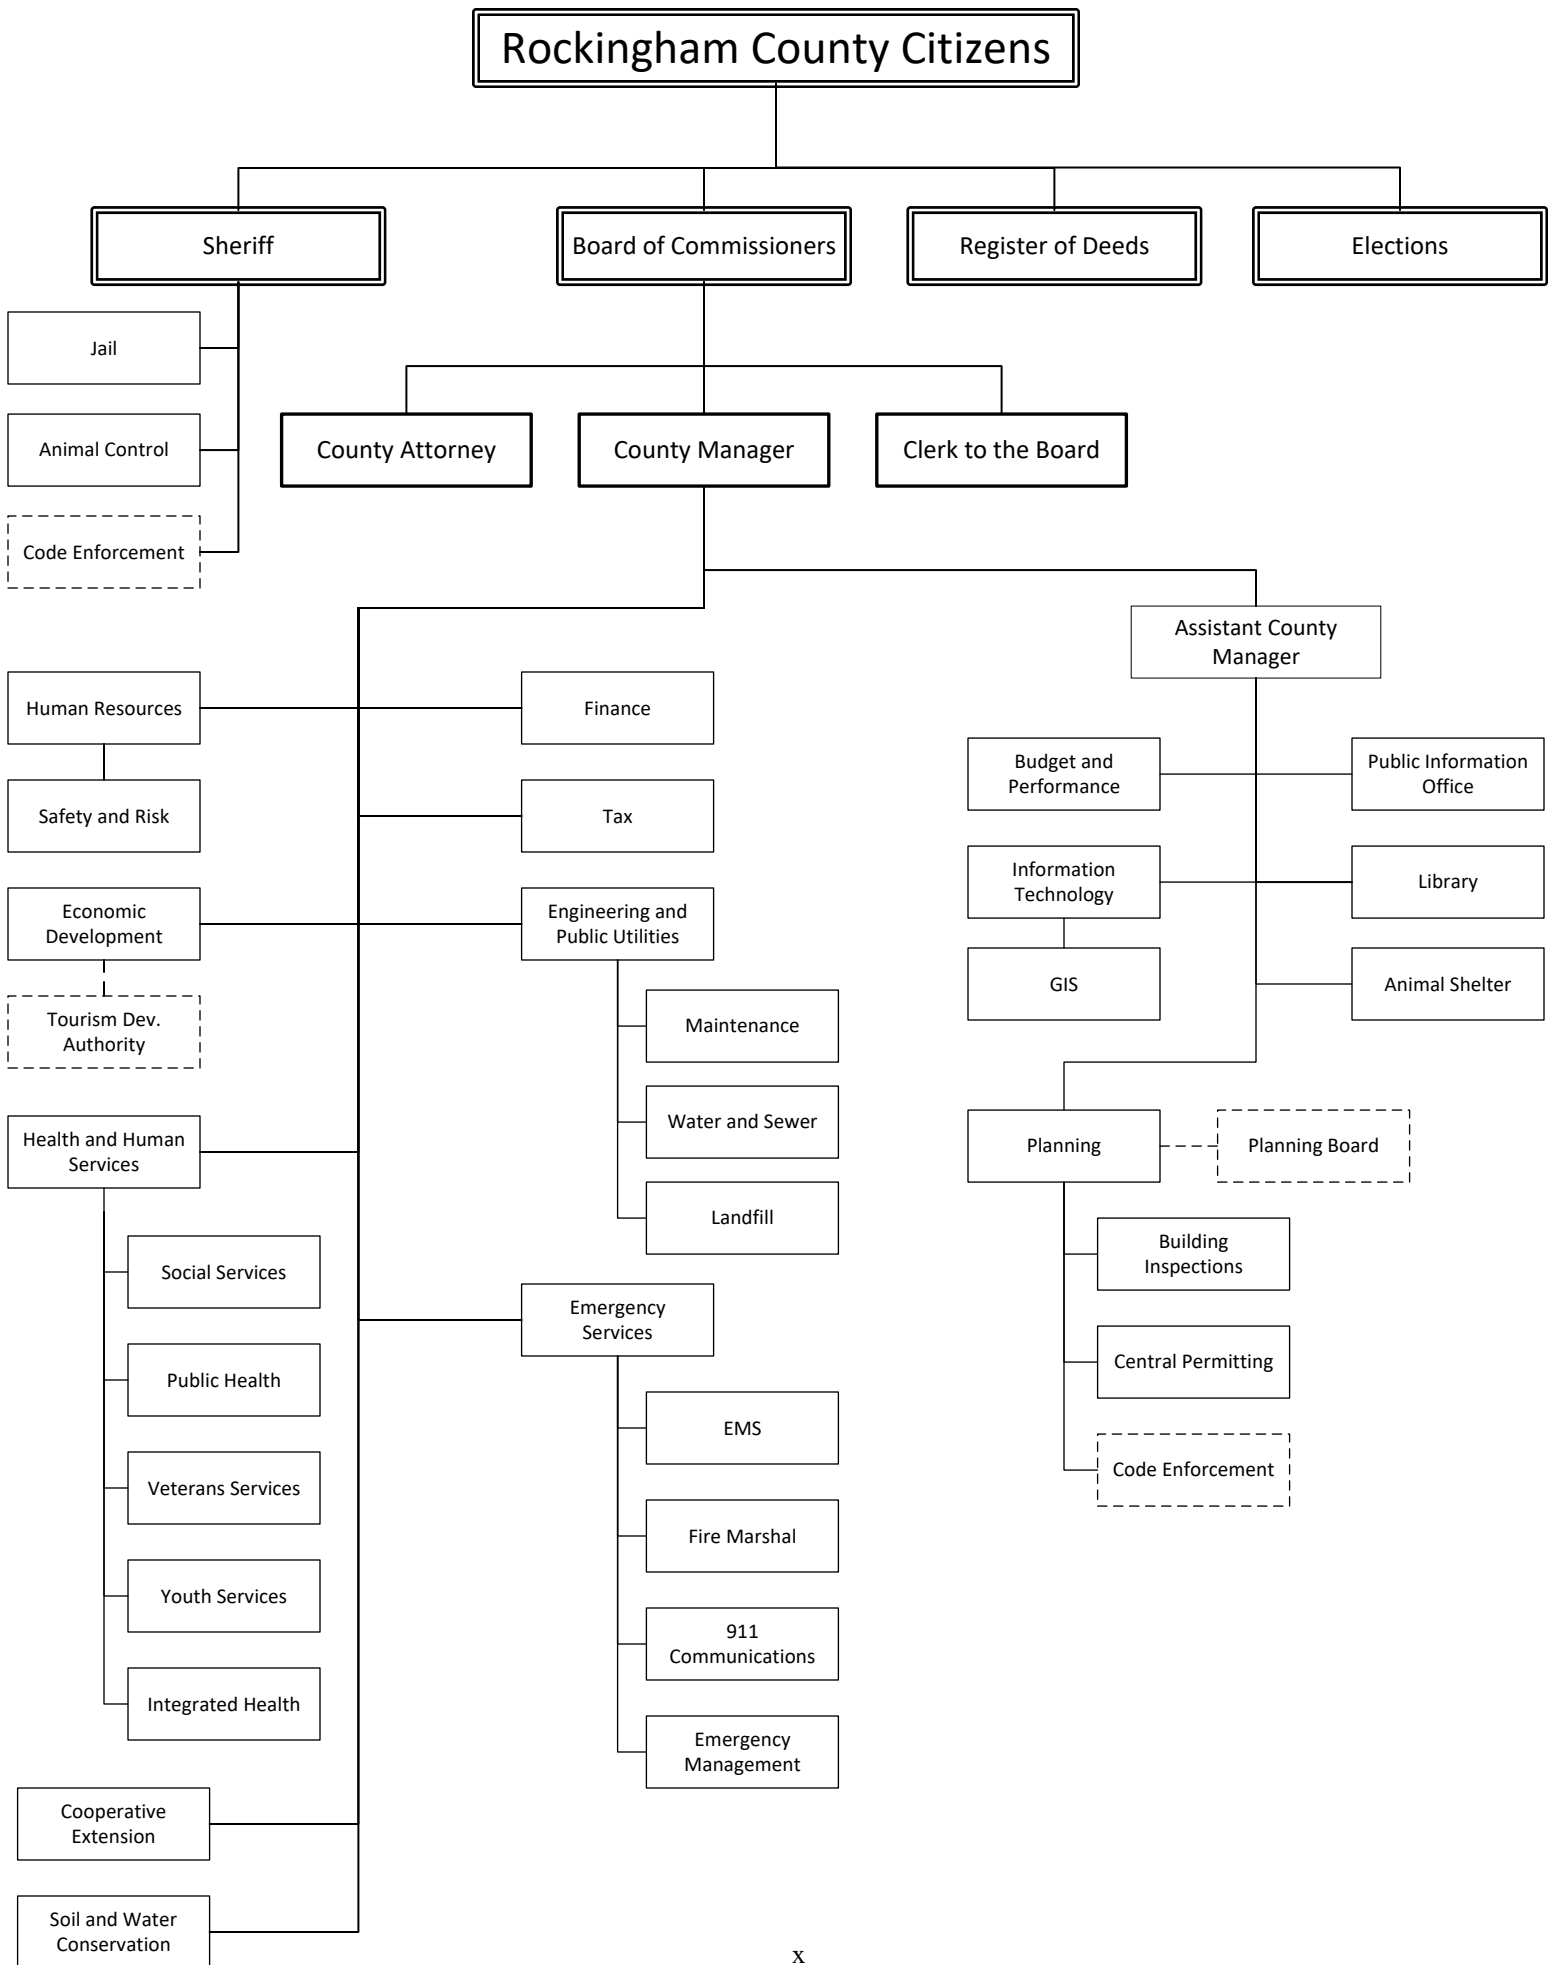 Rockingham County Citizens
Sheriff
Board of Commissioners
Register of Deeds
Elections
Jail
Animal Control
Code Enforcement
County Attorney
County Manager
Clerk to the Board
Assistant County
Manager
Human Resources
Finance
Safety and Risk
Tax
Economic
Development
Engineering and
Public Utilities
Tourism Dev.
Authority
Maintenance
Water and Sewer
Landfill
Health and Human
Services
Social Services
Public Health
Veterans Services
Youth Services
Integrated Health
Emergency
Services
EMS
Fire Marshal
911
Communications
Emergency
Management
Cooperative
Extension
Soil and Water
Conservation
Budget and
Performance
Public Information
Office
Information
Technology
Library
GIS
Animal Shelter
Planning
Planning Board
Building
Inspections
Central Permitting
Code Enforcement
x